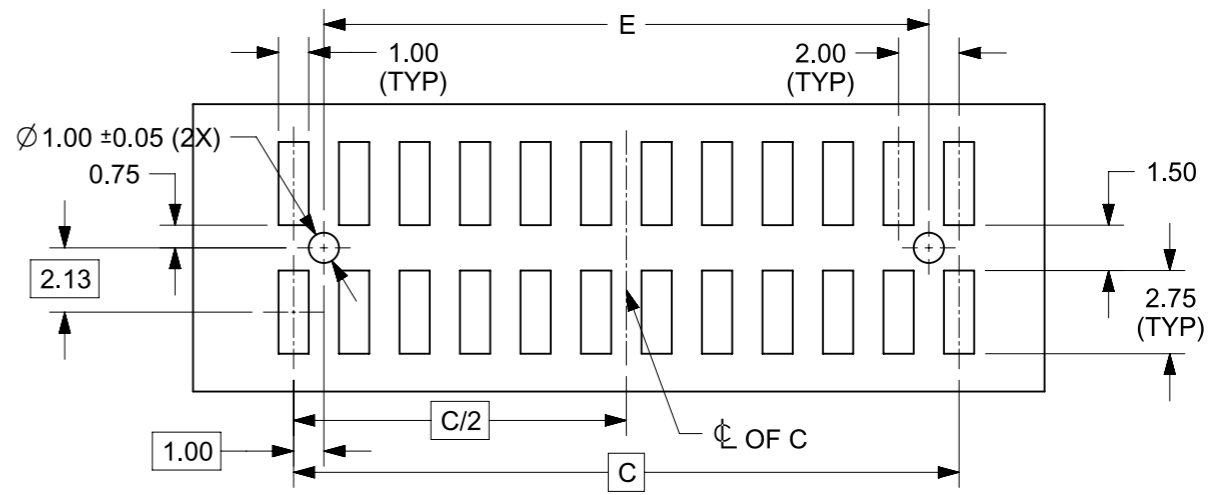 E
1.00
(TYP)
2.00
(TYP)
∅1.00 ±0.05 (2X)
0.75
1.50
2.13
2.75
(TYP)
C/2
℄ OF C
1.00
C